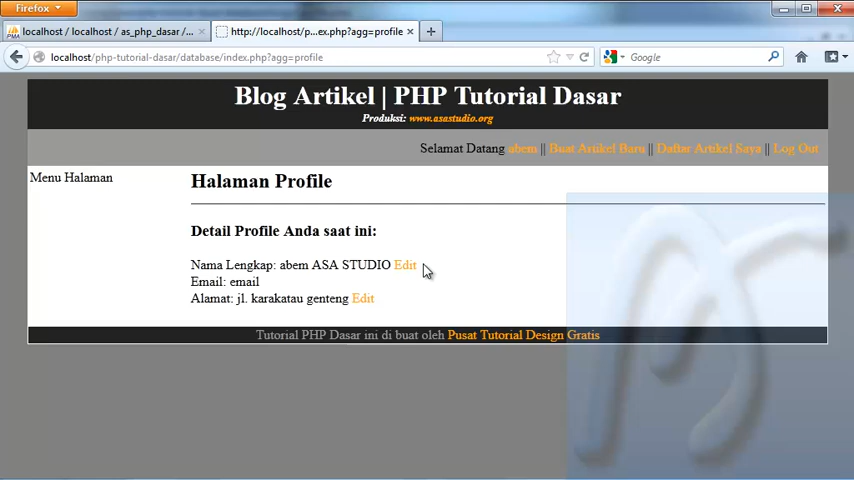 Firefox
localhost / localhost / as_php_dasar /...
http://localhost/p...ex.php?agg=profile
localhost/php-tutorial-dasar/database/index.php?agg=profile
Google
Blog Artikel | PHP Tutorial Dasar
Produksi: www.asastudio.org
Selamat Datang abem || Buat Artikel Baru || Daftar Artikel Saya || Log Out
Menu Halaman
Halaman Profile
Detail Profile Anda saat ini:
Nama Lengkap: abem ASA STUDIO Edit
Email: email
Alamat: jl. karakatau genteng Edit
Tutorial PHP Dasar ini di buat oleh Pusat Tutorial Design Gratis